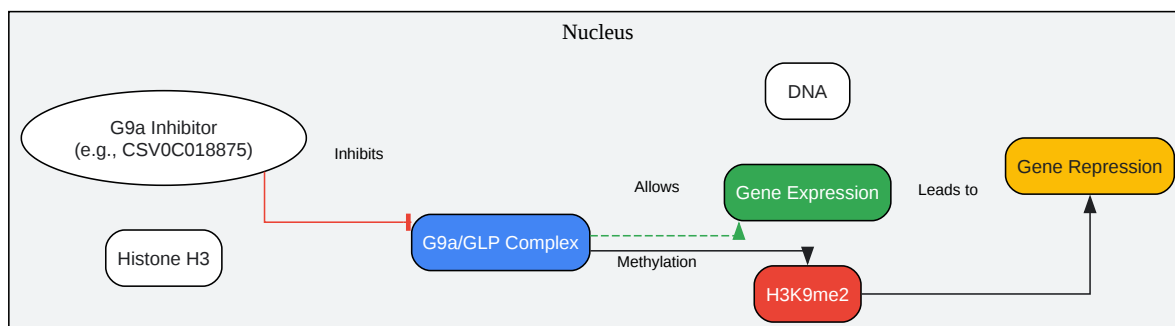 Nucleus
DNA
G9a Inhibitor
(e.g., CSV0C018875)
Inhibits
Gene Repression
Allows
Gene Expression
Leads to
G9a/GLP Complex
Histone H3
Methylation
H3K9me2